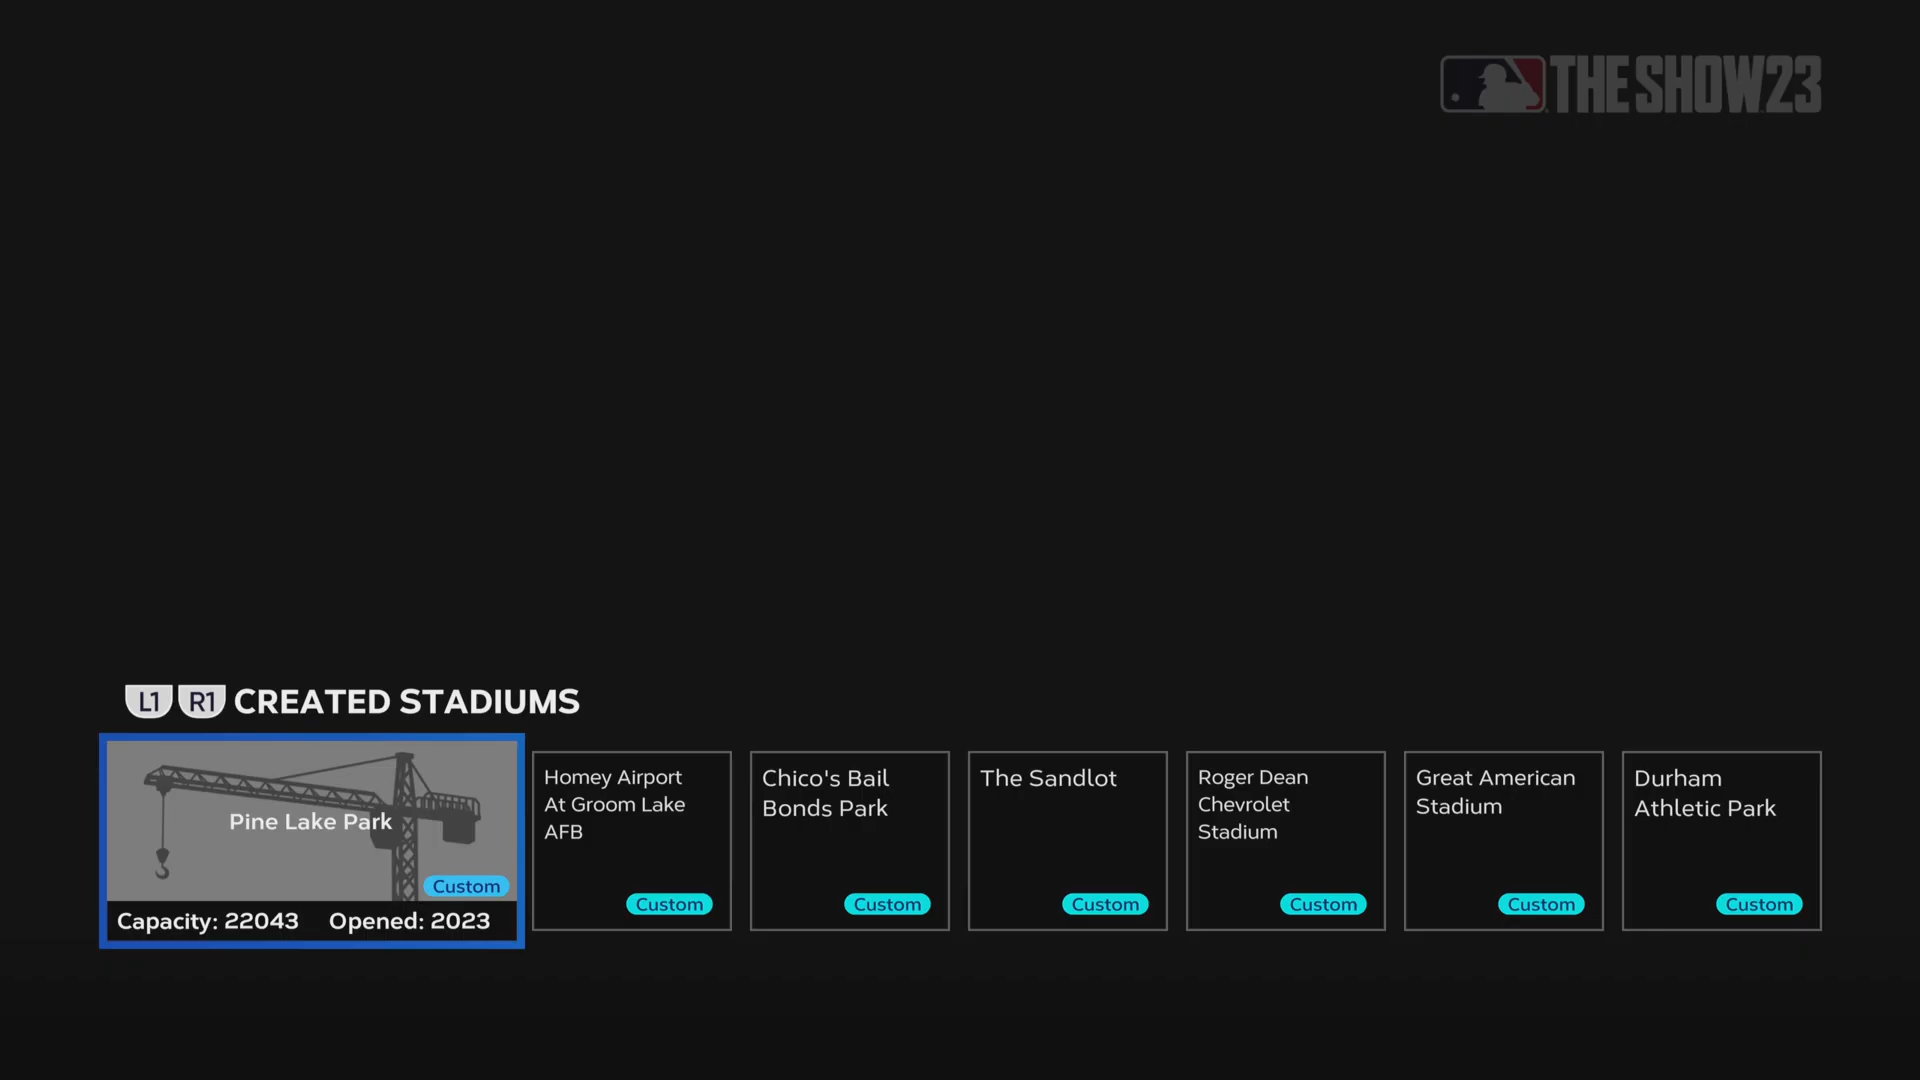 THE SHOW 23
L1 R1 CREATED STADIUMS
Pine Lake Park
Custom
Capacity: 22043 Opened: 2023
Homey Airport
At Groom Lake
AFB
Custom
Chico's Bail
Bonds Park
Custom
The Sandlot
Custom
Roger Dean
Chevrolet
Stadium
Custom
Great American
Stadium
Custom
Durham
Athletic Park
Custom